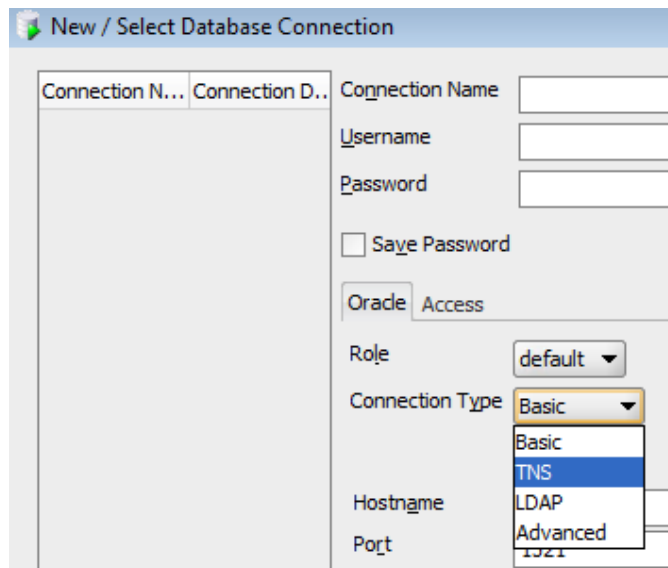 New / Select Database Connection
Connection N... Connection D..
Connection Name
Username
Password
Save Password
Oracle Access
Role default
Connection Type Basic
Basic
TNS
LDAP
Advanced
Hostname
Port 1521